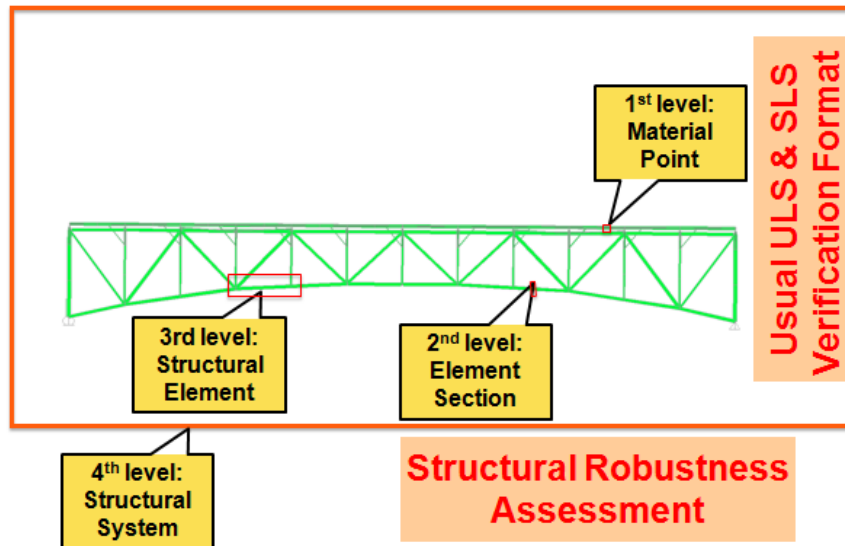 1st level:
Material
Point
Usual ULS & SLS
Verification Format
3rd level:
Structural
Element
2nd level:
Element
Section
4th level:
Structural
System
Structural Robustness
Assessment